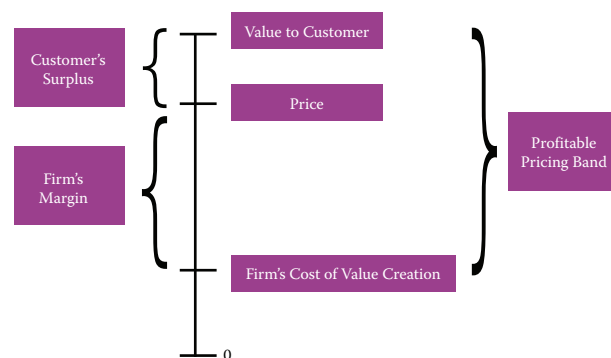 Value to Customer
Customer's
Surplus
Price
Profitable
Pricing Band
Firm's
Margin
Firm's Cost of Value Creation
0